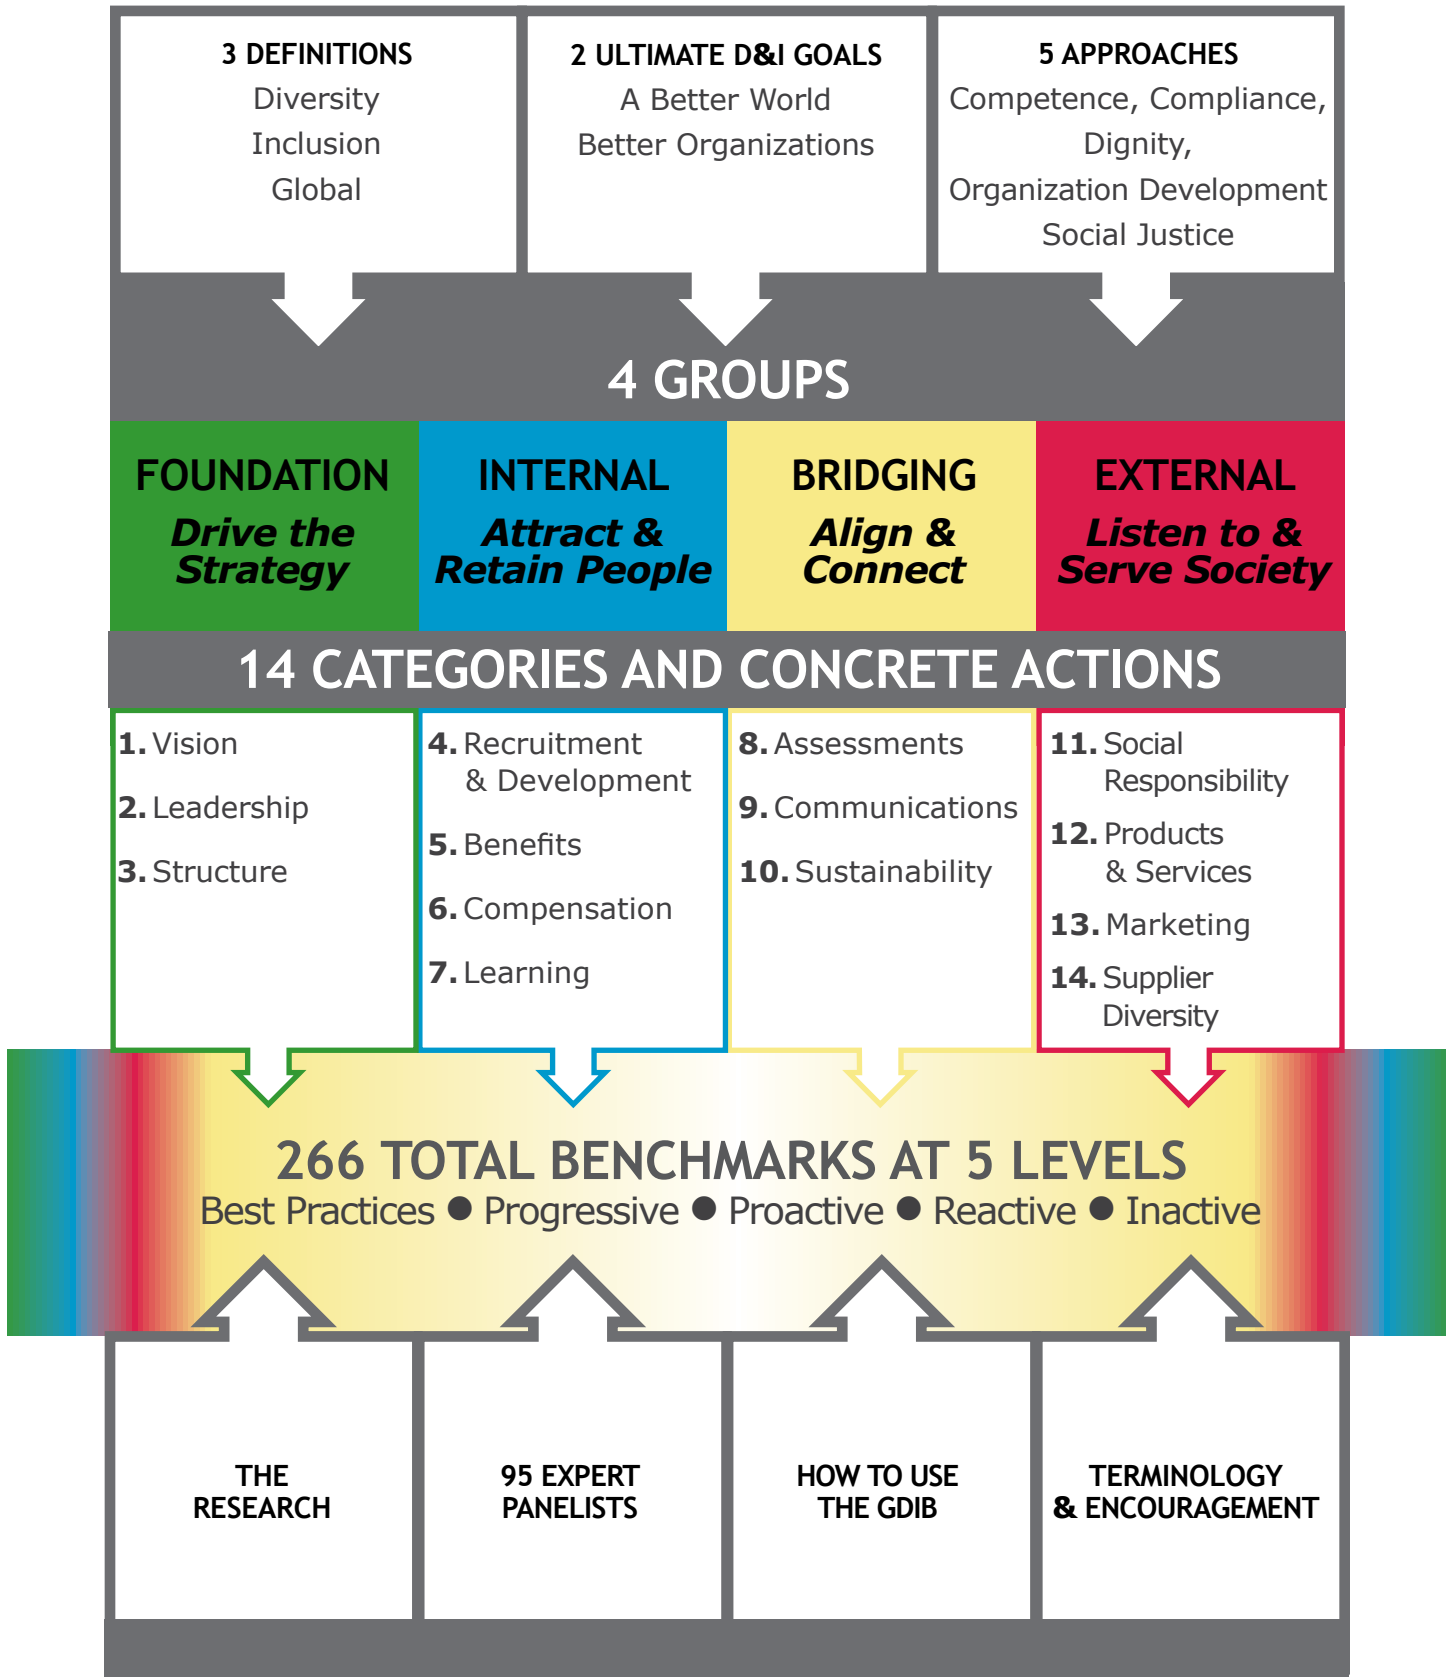 3 DEFINITIONS
Diversity
Inclusion
Global
2 ULTIMATE D&I GOALS
A Better World
Better Organizations
5 APPROACHES
Competence, Compliance,
Dignity,
Organization Development
Social Justice
4 GROUPS
FOUNDATION
Drive the
Strategy
INTERNAL
Attract &
Retain People
BRIDGING
Align &
Connect
EXTERNAL
Listen to &
Serve Society
14 CATEGORIES AND CONCRETE ACTIONS
1. Vision
2. Leadership
3. Structure
4. Recruitment
& Development
5. Benefits
6. Compensation
7. Learning
8. Assessments
9. Communications
10. Sustainability
11. Social
Responsibility
12. Products
& Services
13. Marketing
14. Supplier
Diversity
266 TOTAL BENCHMARKS AT 5 LEVELS
Best Practices ● Progressive ● Proactive ● Reactive ● Inactive
THE
RESEARCH
95 EXPERT
PANELISTS
HOW TO USE
THE GDIB
TERMINOLOGY
& ENCOURAGEMENT